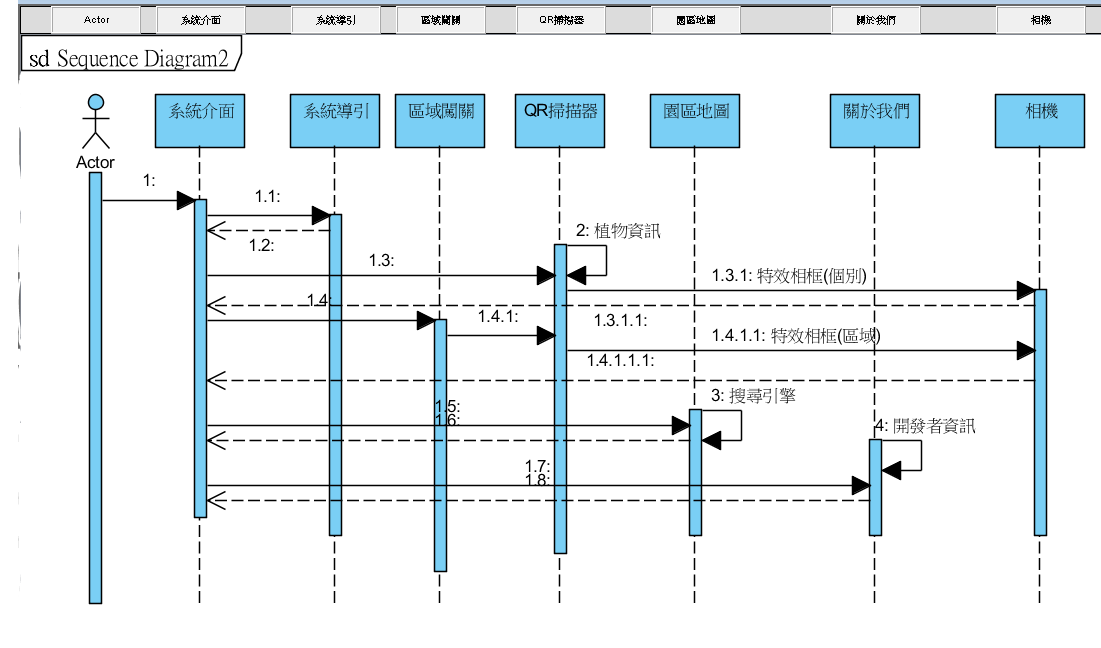 Actor 系統介面 系統導引 區域闖關 QR掃描器 園區地圖 關於我們 相機
sd Sequence Diagram2
系統介面 系統導引 區域闖關 QR掃描器 園區地圖 關於我們 相機
Actor
1:
1.1:
2: 植物資訊
1.2:
1.3:
1.3.1: 特效相框(個別)
1.4:
1.4.1:
1.3.1.1:
1.4.1.1: 特效相框(區域)
1.4.1.1.1:
3: 搜尋引擎
1.5:
1.6:
4: 開發者資訊
1.7:
1.8: